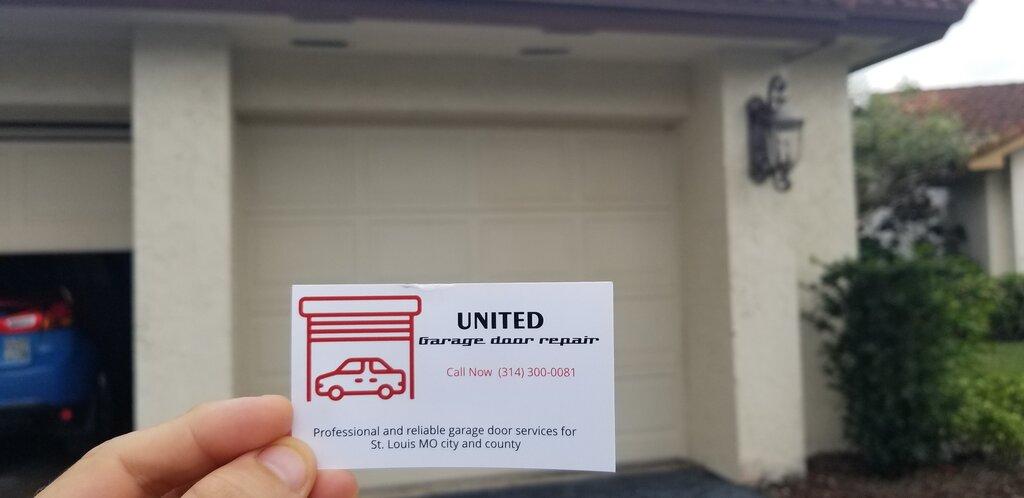 UNITED
Garage door repair
Call Now (314) 300-0081
Professional and reliable garage door services for
St. Louis MO city and county